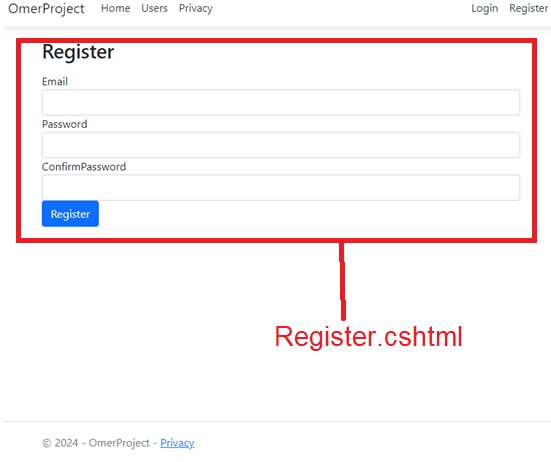 OmerProject Home Users Privacy Login Register
Register
Email
Password
ConfirmPassword
Register
Register.cshtml
© 2024 - OmerProject - Privacy